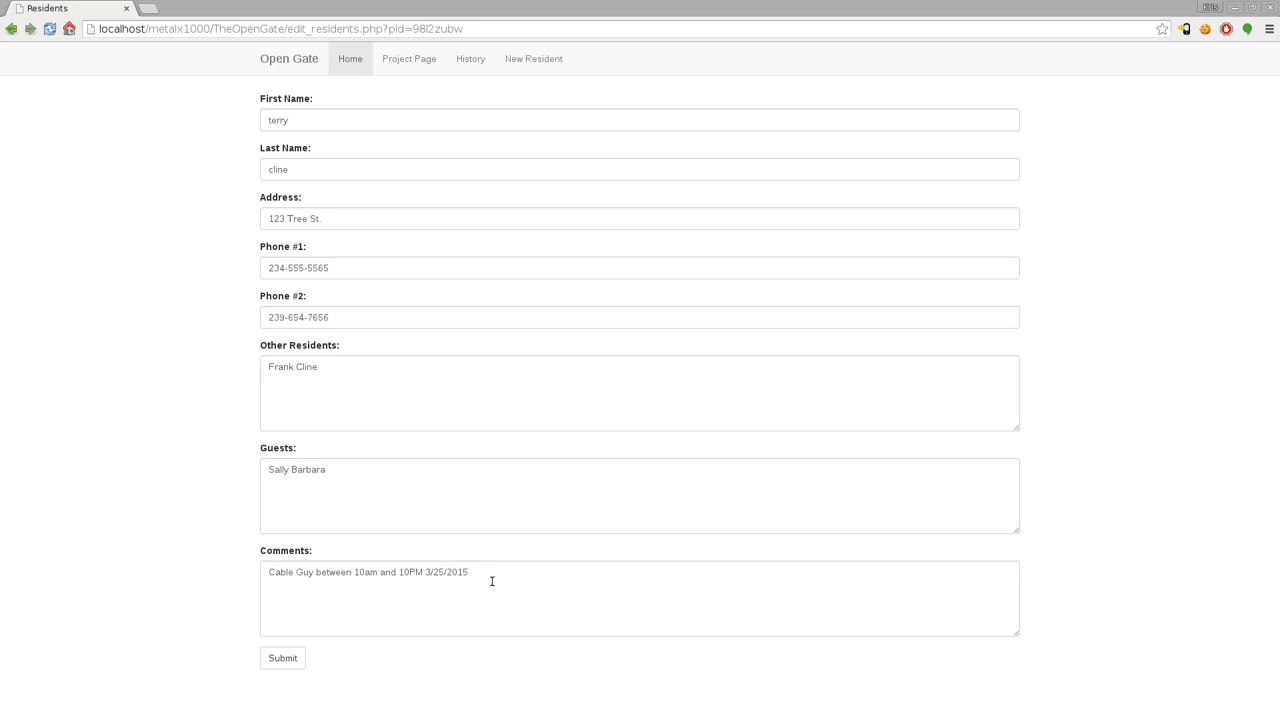 Residents
Kris
localhost/metalx1000/TheOpenGate/edit_residents.php?pid=98l2zubw
Open Gate Home Project Page History New Resident
First Name:
terry
Last Name:
cline
Address:
123 Tree St.
Phone #1:
234-555-5565
Phone #2:
239-654-7656
Other Residents:
Frank Cline
Guests:
Sally Barbara
Comments:
Cable Guy between 10am and 10PM 3/25/2015
Submit